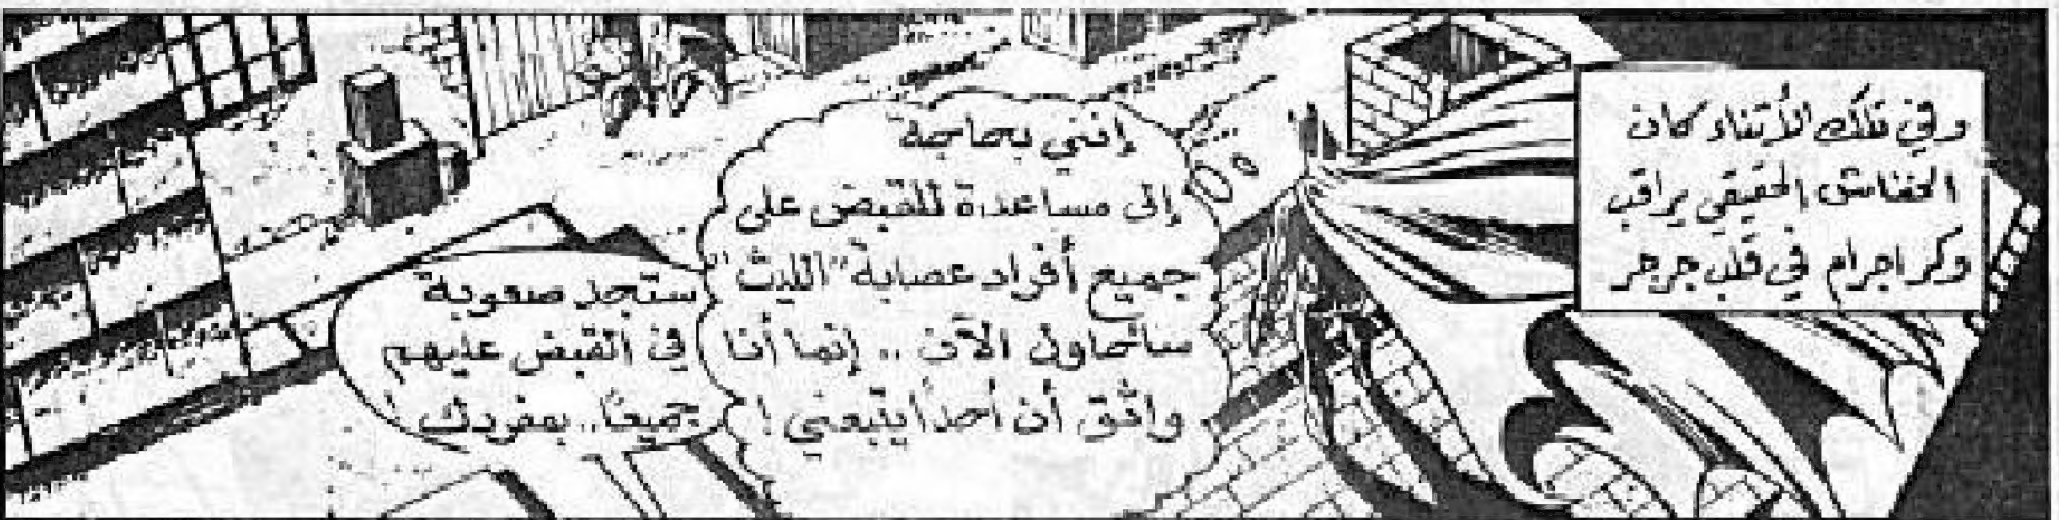 وفي تلك الأثناء كان
الخفاش الحقيقي يراقب
وكر اجرام في قلب جرجر
إنني بحاجة
إلى مساعدة للقبض على
جميع أفراد عصابة "الليث"
سأحاول الآن .. إنما أنا
واثق أن أحداً يتبعني !
ستجد صعوبة
في القبض عليهم
جميعاً.. بمفردك !